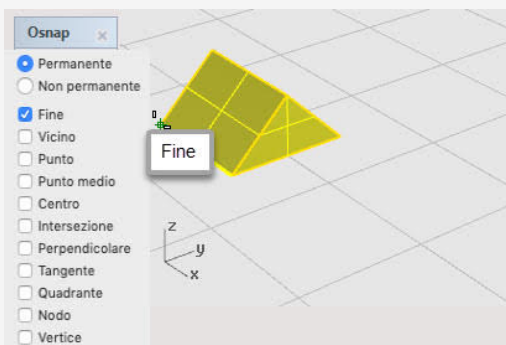 Osnap
Permanente
Non permanente
Fine
Vicino
Punto
Punto medio
Centro
Intersezione
Perpendicolare
Tangente
Quadrante
Nodo
Vertice
Fine
z
y
x